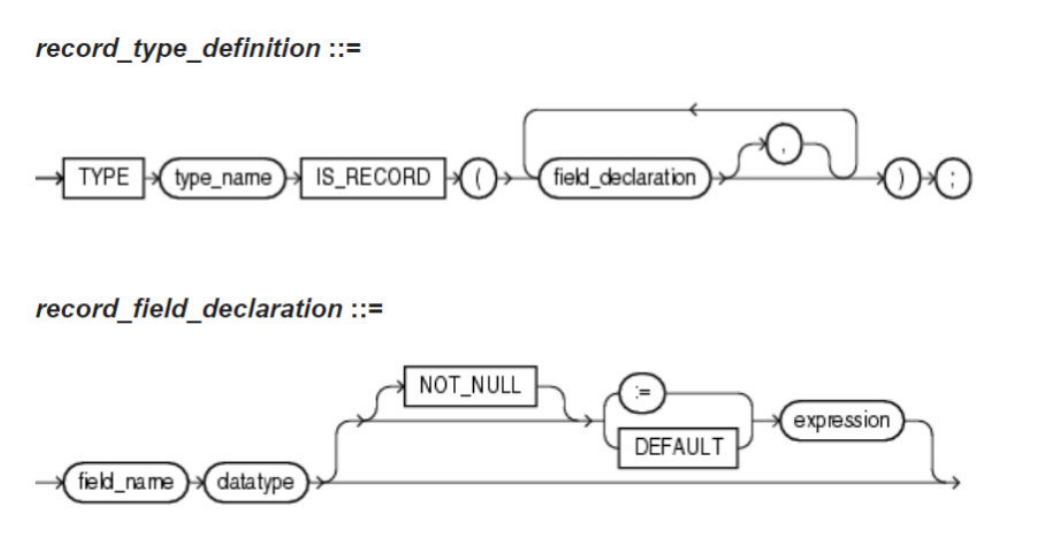 record_type_definition ::=
TYPE type_name IS_RECORD ( field_declaration , ) ;
record_field_declaration ::=
NOT_NULL := DEFAULT expression
field_name datatype